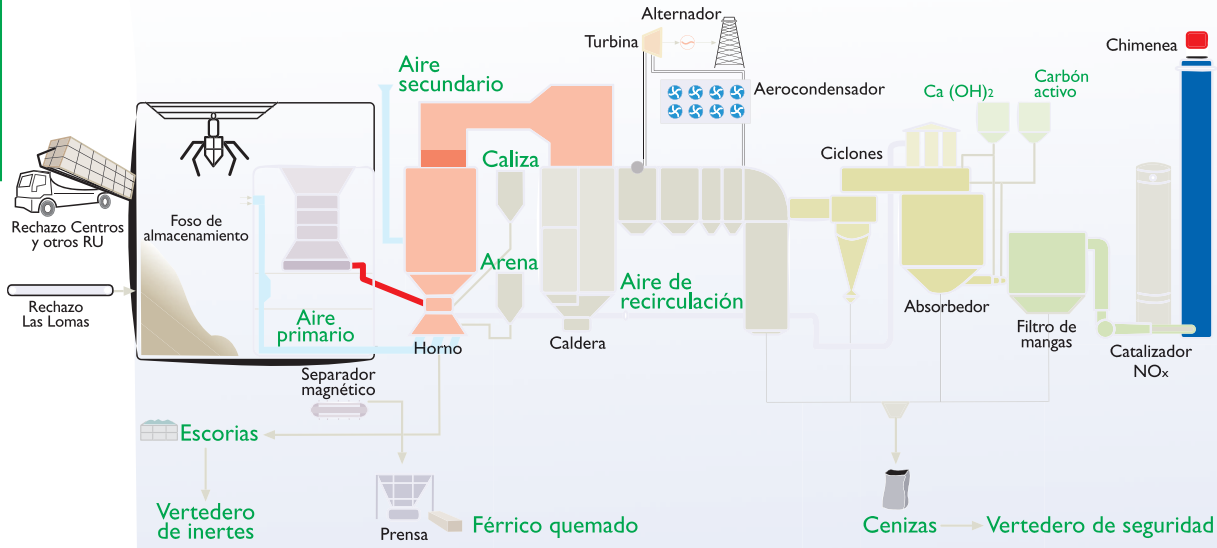 Alternador
Turbina
Chimenea
Aire
secundario
Aerocondensador
Ca (OH)2
Carbón
activo
Caliza
Ciclones
Rechazo Centros
y otros RU
Foso de
almacenamiento
Arena
Aire de
recirculación
Rechazo
Las Lomas
Aire
primario
Horno
Caldera
Absorbedor
Filtro de
mangas
Catalizador
NOx
Separador
magnético
Escorias
Vertedero
de inertes
Prensa
Férrico quemado
Cenizas
Vertedero de seguridad